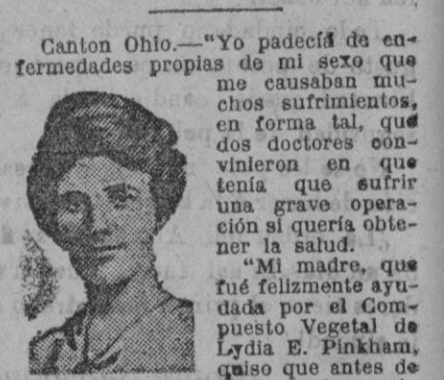 Canton Ohio.—"Yo padecía de en-
fermedades propias de mi sexo que
me causaban mu-
chos sufrimientos,
en forma tal, que
dos doctores con-
vinieron en que
tenía que sufrir
una grave opera-
ción si quería obte-
ner la salud.
"Mi madre, que
fué felizmente ayu-
dada por el Com-
puesto Vegetal de
Lydia E. Pinkham,
quiso que antes de